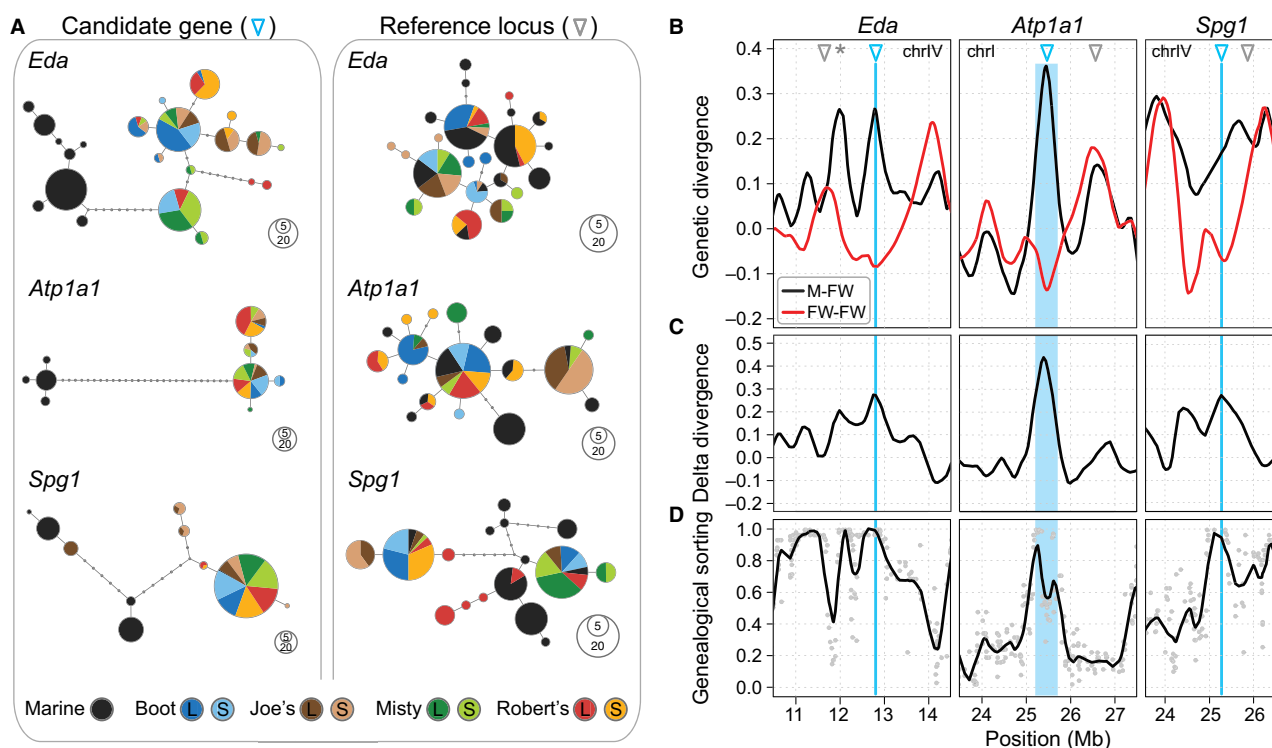 A
Candidate gene (▽)
Reference locus (▽)
Eda
Eda
5
20
5
20
Atp1a1
Atp1a1
5
20
5
20
Spg1
Spg1
5
20
5
20
Marine
Boot L S
Joe's L S
Misty L S
Robert's L S
B
Eda
Atp1a1
Spg1
*
chrIV
chrI
chrIV
Genetic divergence
0.4
0.3
0.2
0.1
0.0
–0.1
–0.2
M-FW
FW-FW
C
Delta divergence
0.5
0.4
0.3
0.2
0.1
0.0
–0.1
–0.2
D
Genealogical sorting
1.0
0.8
0.6
0.4
0.2
0.0
11 12 13 14
24 25 26 27
24 25 26
Position (Mb)